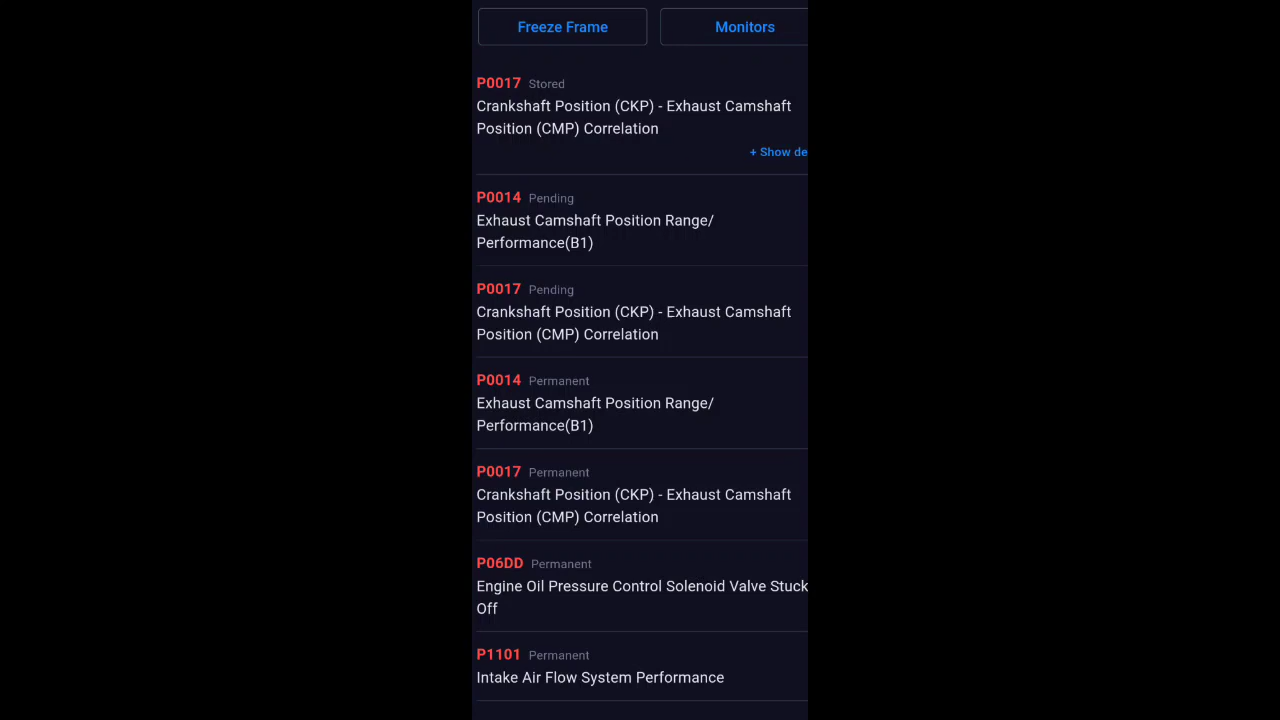 Freeze Frame
Monitors
P0017 Stored
Crankshaft Position (CKP) - Exhaust Camshaft
Position (CMP) Correlation
+ Show de
P0014 Pending
Exhaust Camshaft Position Range/
Performance(B1)
P0017 Pending
Crankshaft Position (CKP) - Exhaust Camshaft
Position (CMP) Correlation
P0014 Permanent
Exhaust Camshaft Position Range/
Performance(B1)
P0017 Permanent
Crankshaft Position (CKP) - Exhaust Camshaft
Position (CMP) Correlation
P06DD Permanent
Engine Oil Pressure Control Solenoid Valve Stuck
Off
P1101 Permanent
Intake Air Flow System Performance